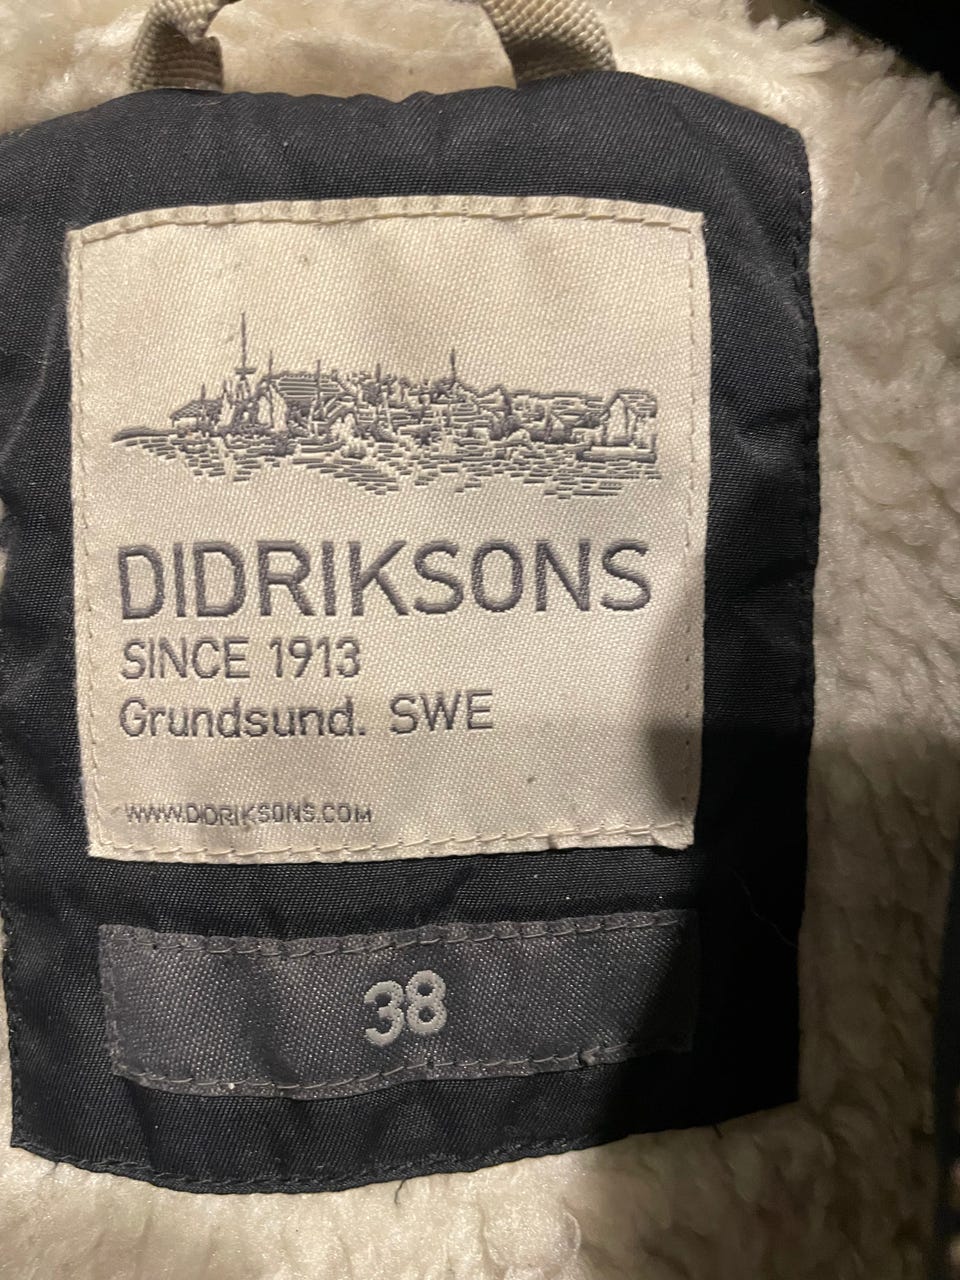 DIDRIKSONS
SINCE 1913
Grundsund. SWE
WWW.DIDRIKSONS.COM
38